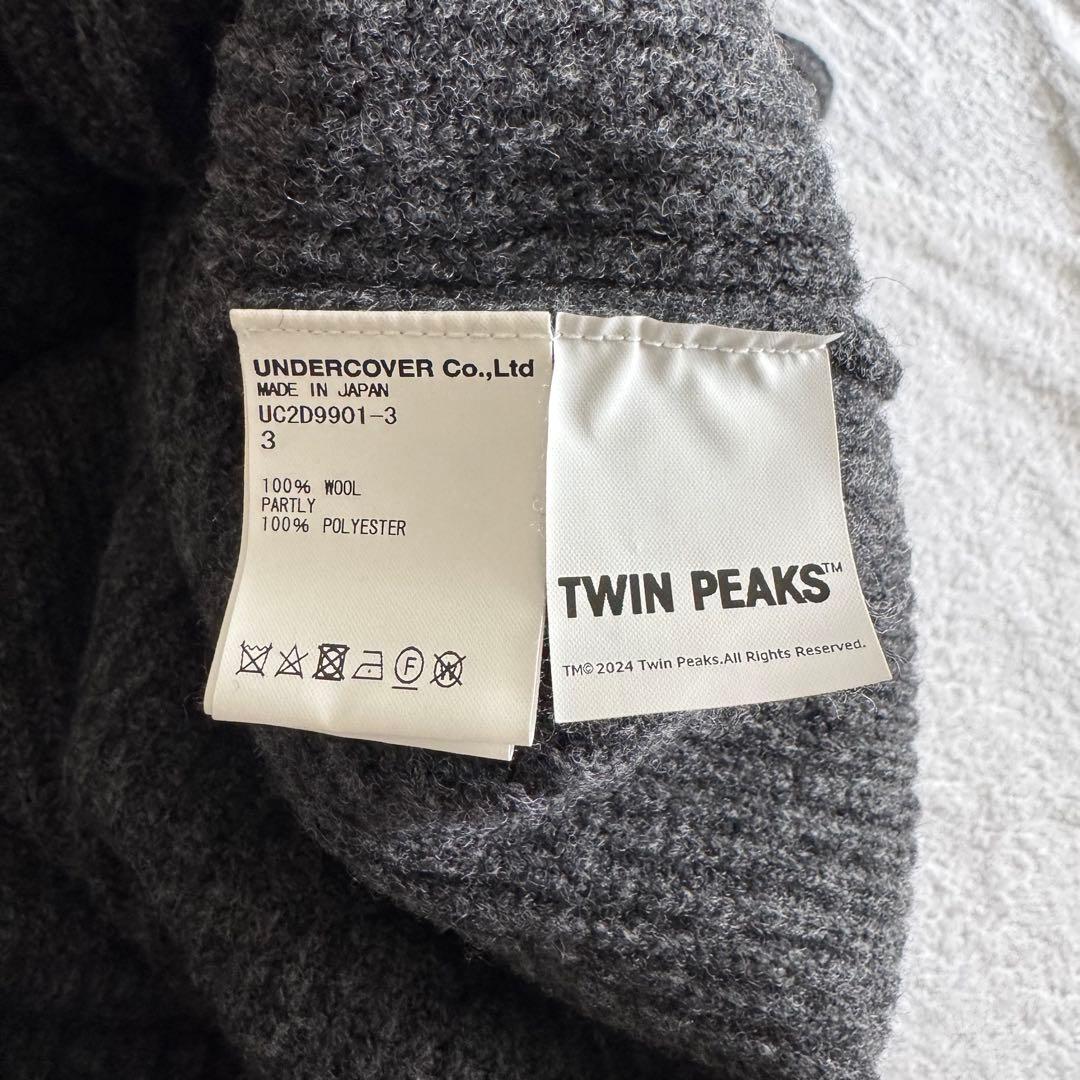 UNDERCOVER Co.,Ltd
MADE IN JAPAN
UC2D9901-3
3
100% WOOL
PARTLY
100% POLYESTER
F
W
TWIN PEAKS™
TM©2024 Twin Peaks.All Rights Reserved.